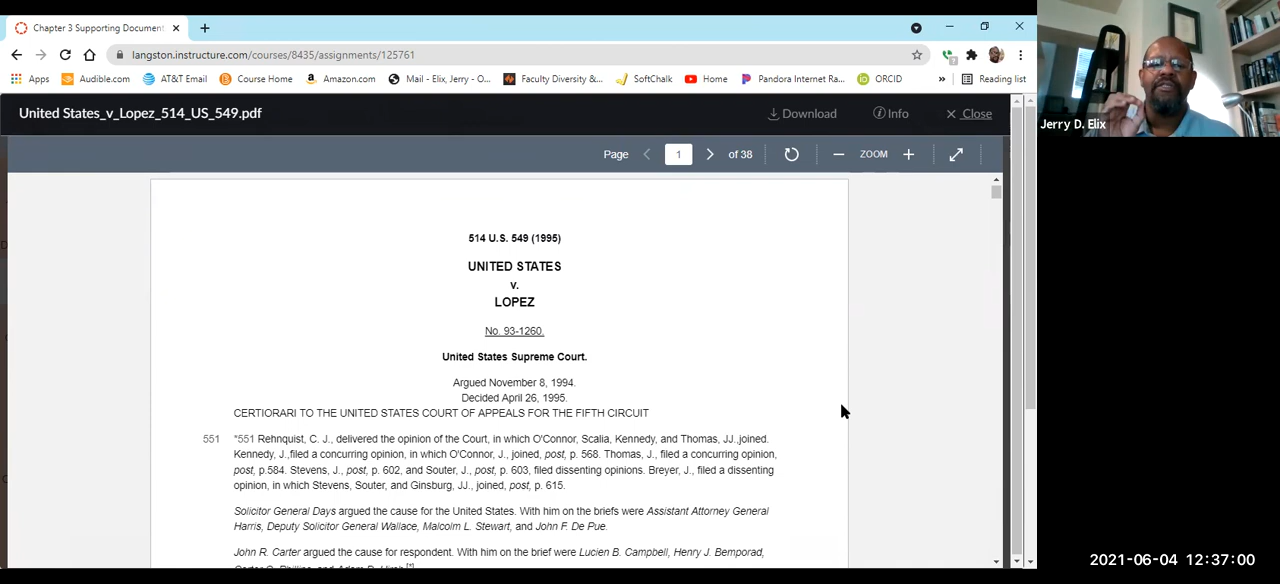 Chapter 3 Supporting Document
langston.instructure.com/courses/8435/assignments/125761
Apps Audible.com AT&T Email Course Home Amazon.com Mail - Elix, Jerry - O... Faculty Diversity &... SoftChalk Home Pandora Internet Ra... ORCID » Reading list
United States_v_Lopez_514_US_549.pdf
Download Info Close
Page 1 of 38 ZOOM
Jerry D. Elix
514 U.S. 549 (1995)
UNITED STATES
v.
LOPEZ
No. 93-1260.
United States Supreme Court.
Argued November 8, 1994.
Decided April 26, 1995.
CERTIORARI TO THE UNITED STATES COURT OF APPEALS FOR THE FIFTH CIRCUIT
551 *551 Rehnquist, C. J., delivered the opinion of the Court, in which O'Connor, Scalia, Kennedy, and Thomas, JJ.,joined.
Kennedy, J.,filed a concurring opinion, in which O'Connor, J., joined, post, p. 568. Thomas, J., filed a concurring opinion,
post, p.584. Stevens, J., post, p. 602, and Souter, J., post, p. 603, filed dissenting opinions. Breyer, J., filed a dissenting
opinion, in which Stevens, Souter, and Ginsburg, JJ., joined, post, p. 615.
Solicitor General Days argued the cause for the United States. With him on the briefs were Assistant Attorney General
Harris, Deputy Solicitor General Wallace, Malcolm L. Stewart, and John F. De Pue.
John R. Carter argued the cause for respondent. With him on the brief were Lucien B. Campbell, Henry J. Bemporad,
2021-06-04 12:37:00